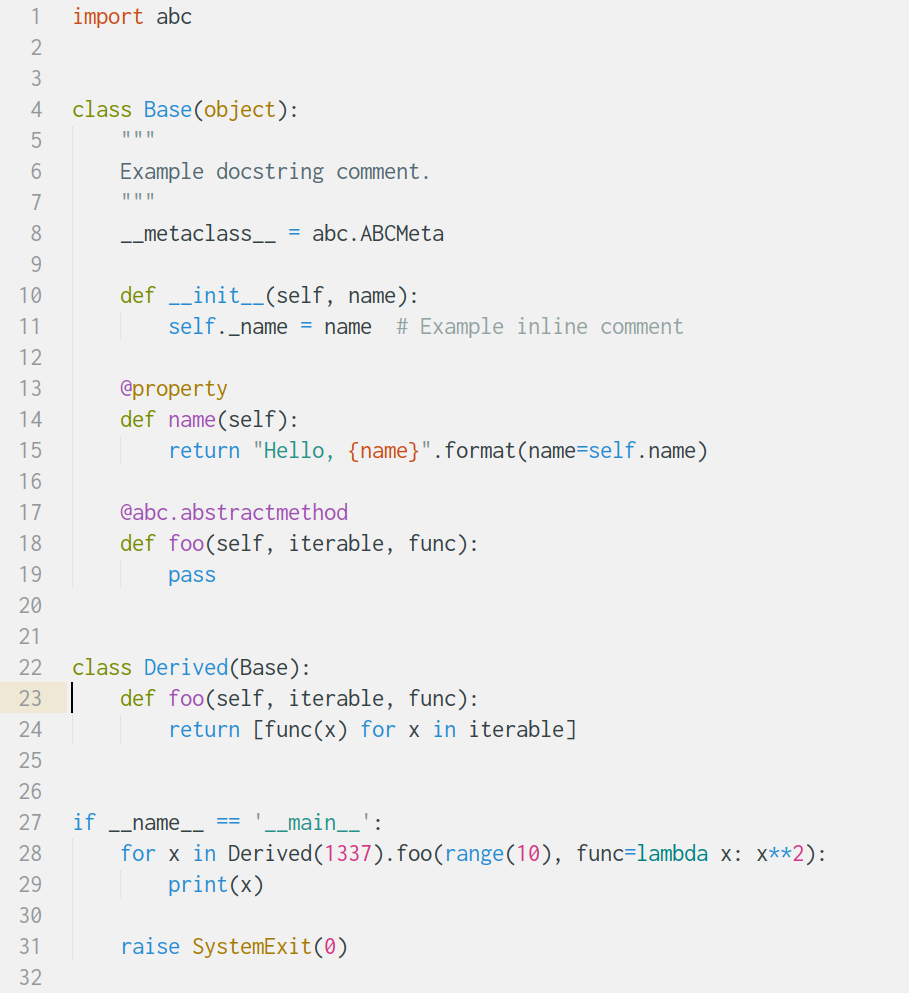 1 import abc
2
3
4 class Base(object):
5     """
6     Example docstring comment.
7     """
8     __metaclass__ = abc.ABCMeta
9
10     def __init__(self, name):
11         self._name = name  # Example inline comment
12
13     @property
14     def name(self):
15         return "Hello, {name}".format(name=self.name)
16
17     @abc.abstractmethod
18     def foo(self, iterable, func):
19         pass
20
21
22 class Derived(Base):
23     def foo(self, iterable, func):
24         return [func(x) for x in iterable]
25
26
27 if __name__ == '__main__':
28     for x in Derived(1337).foo(range(10), func=lambda x: x**2):
29         print(x)
30
31     raise SystemExit(0)
32